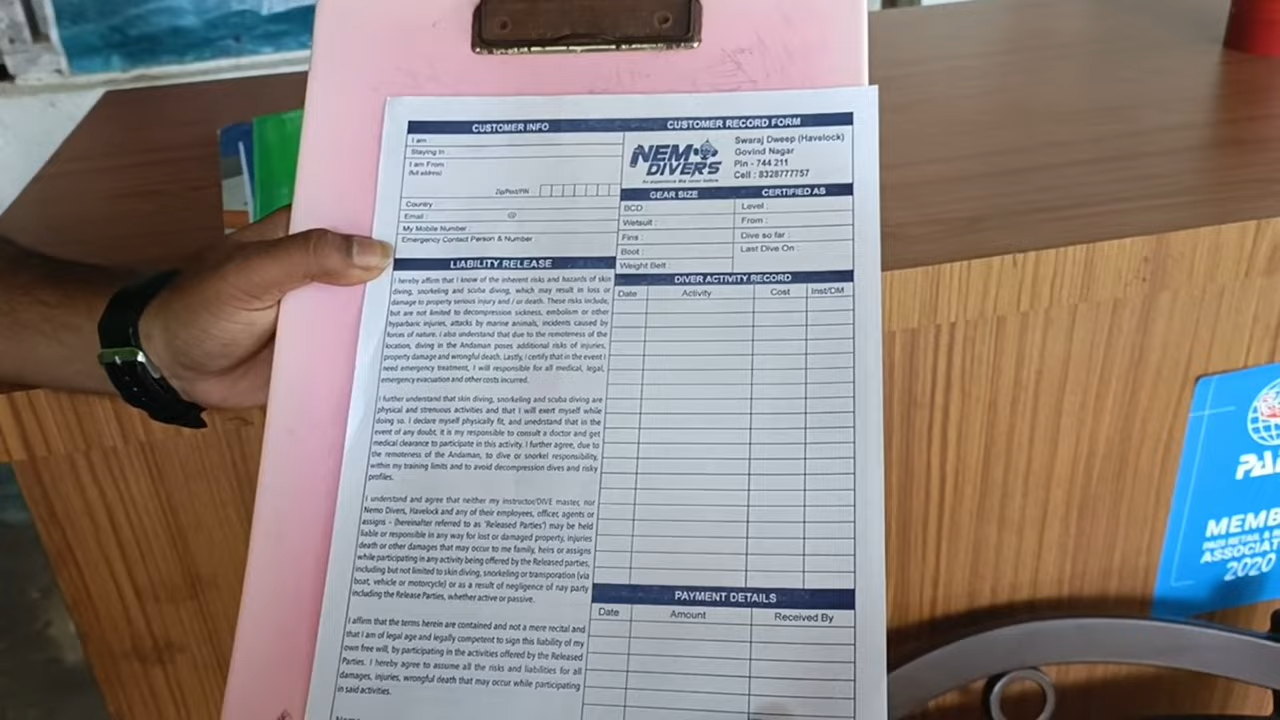 CUSTOMER INFO
I am :
Staying In :
I am From
(full address)
Zip/Post/PIN
Country :
Email : @
My Mobile Number :
Emergency Contact Person & Number :
LIABILITY RELEASE
I hereby affirm that I know of the inherent risks and hazards of skin
diving, snorkeling and scuba diving, which may result in loss or
damage to property serious injury and / or death. These risks include,
but are not limited to decompression sickness, embolism or other
hyparbaric injuries, attacks by marine animals, incidents caused by
forces of nature. I also understand that due to the remoteness of the
location, diving in the Andaman poses additional risks of injuries,
property damage and wrongful death. Lastly, I certify that in the event I
need emergency treatment, I will responsible for all medical, legal,
emergency evacuation and other costs incurred.
I further understand that skin diving, snorkeling and scuba diving are
physical and strenuous activities and that I will exert myself while
doing so. I declare myself physically fit, and unedrstand that in the
event of any doubt, it is my responsible to consult a doctor and get
medical clearance to participate in this activity. I further agree, due to
the remoteness of the Andaman, to dive or snorkel responsibility,
within my training limits and to avoid decompression dives and risky
profiles.
I understand and agree that neither my instructor/DIVE master, nor
Nemo Divers, Havelock and any of their employees, officer, agents or
assigns - (hereinafter referred to as "Released Parties") may be held
liable or responsible in any way for lost or damaged property, injuries
death or other damages that may occur to me family, heirs or assigns
while participating in any activity being offered by the Released parties,
including but not limited to skin diving, snorkeling or transporation (via
boat, vehicle or motorcycle) or as a result of negligence of nay party
including the Release Parties, whether active or passive.
I affirm that the terms herein are contained and not a mere recital and
that I am of legal age and legally competent to sign this liability of my
own free will, by participating in the activities offered by the Released
Parties. I hereby agree to assume all the risks and liabilities for all
damages, injuries, wrongful death that may occur while participating
in said activities.
CUSTOMER RECORD FORM
NEMO
DIVERS
Swaraj Dweep (Havelock)
Govind Nagar
Pin - 744 211
Cell : 8328777757
GEAR SIZE
BCD :
Wetsuit :
Fins :
Boot :
Weight Belt :
CERTIFIED AS
Level :
From :
Dive so far :
Last Dive On :
DIVER ACTIVITY RECORD
Date Activity Cost Inst/DM
PAYMENT DETAILS
Date Amount Received By
2020